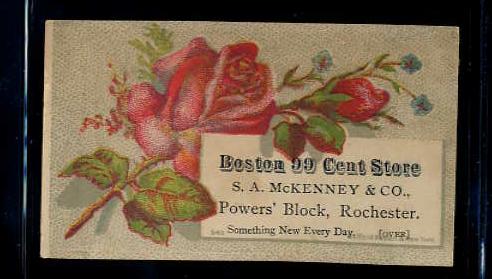 Boston 99 Cent Store
S. A. McKENNEY & CO.,
Powers' Block, Rochester.
Something New Every Day. [OVER]